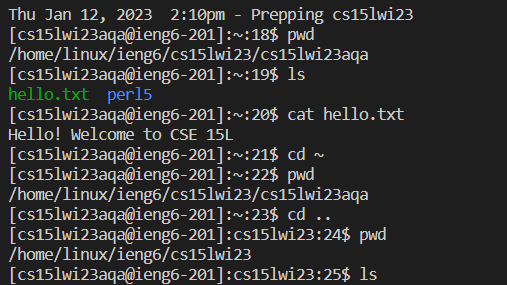 Thu Jan 12, 2023  2:10pm - Prepping cs15lwi23
[cs15lwi23aqa@ieng6-201]:~:18$ pwd
/home/linux/ieng6/cs15lwi23/cs15lwi23aqa
[cs15lwi23aqa@ieng6-201]:~:19$ ls
hello.txt  perl5
[cs15lwi23aqa@ieng6-201]:~:20$ cat hello.txt
Hello! Welcome to CSE 15L
[cs15lwi23aqa@ieng6-201]:~:21$ cd ~
[cs15lwi23aqa@ieng6-201]:~:22$ pwd
/home/linux/ieng6/cs15lwi23/cs15lwi23aqa
[cs15lwi23aqa@ieng6-201]:~:23$ cd ..
[cs15lwi23aqa@ieng6-201]:cs15lwi23:24$ pwd
/home/linux/ieng6/cs15lwi23
[cs15lwi23aqa@ieng6-201]:cs15lwi23:25$ ls